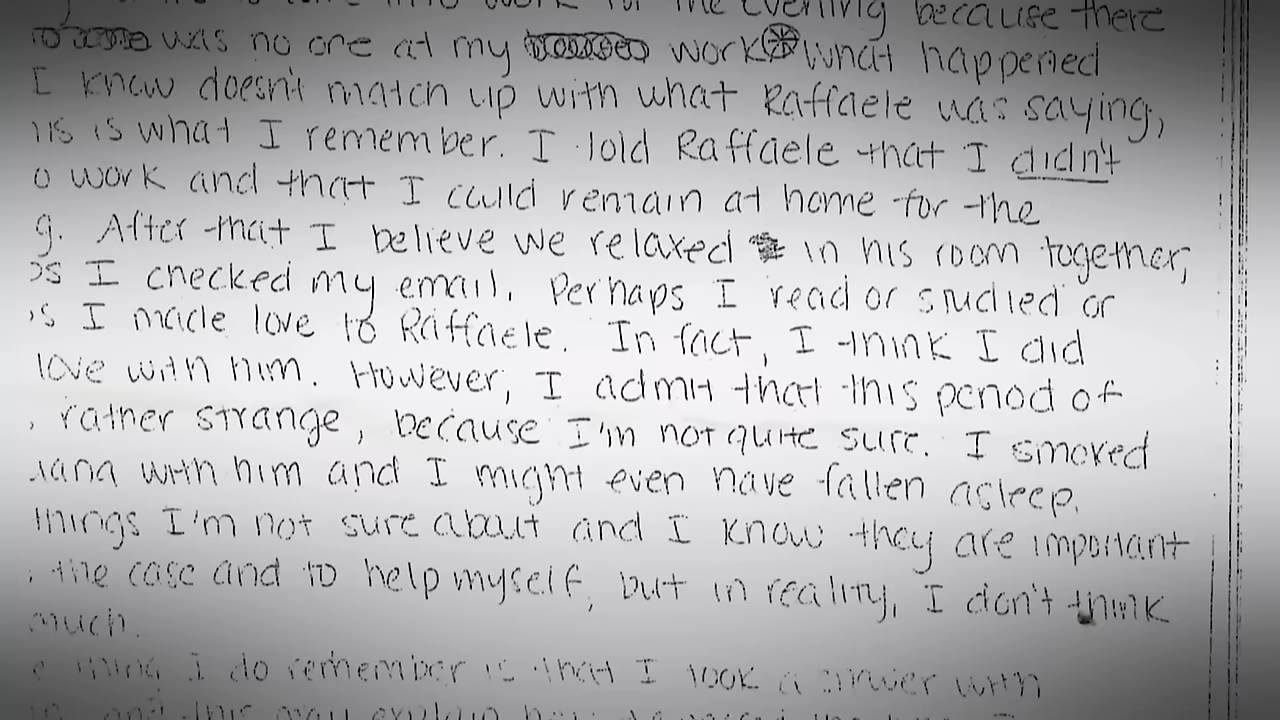 for me evening because there
was no one at my work What happened
I know doesn't match up with what Raffaele was saying,
is what I remember. I told Raffaele that I didn't
work and that I could remain at home for the
g. After that I believe we relaxed in his room together,
I checked my email. Perhaps I read or studied or
I made love to Raffaele. In fact, I think I did
love with him. However, I admit that this period of
, rather strange, because I'm not quite sure. I smoked
with him and I might even have fallen asleep.
things I'm not sure about and I know they are important
the case and to help myself, but in reality, I don't think
much.
I do remember is that I took a shower with
this may explain